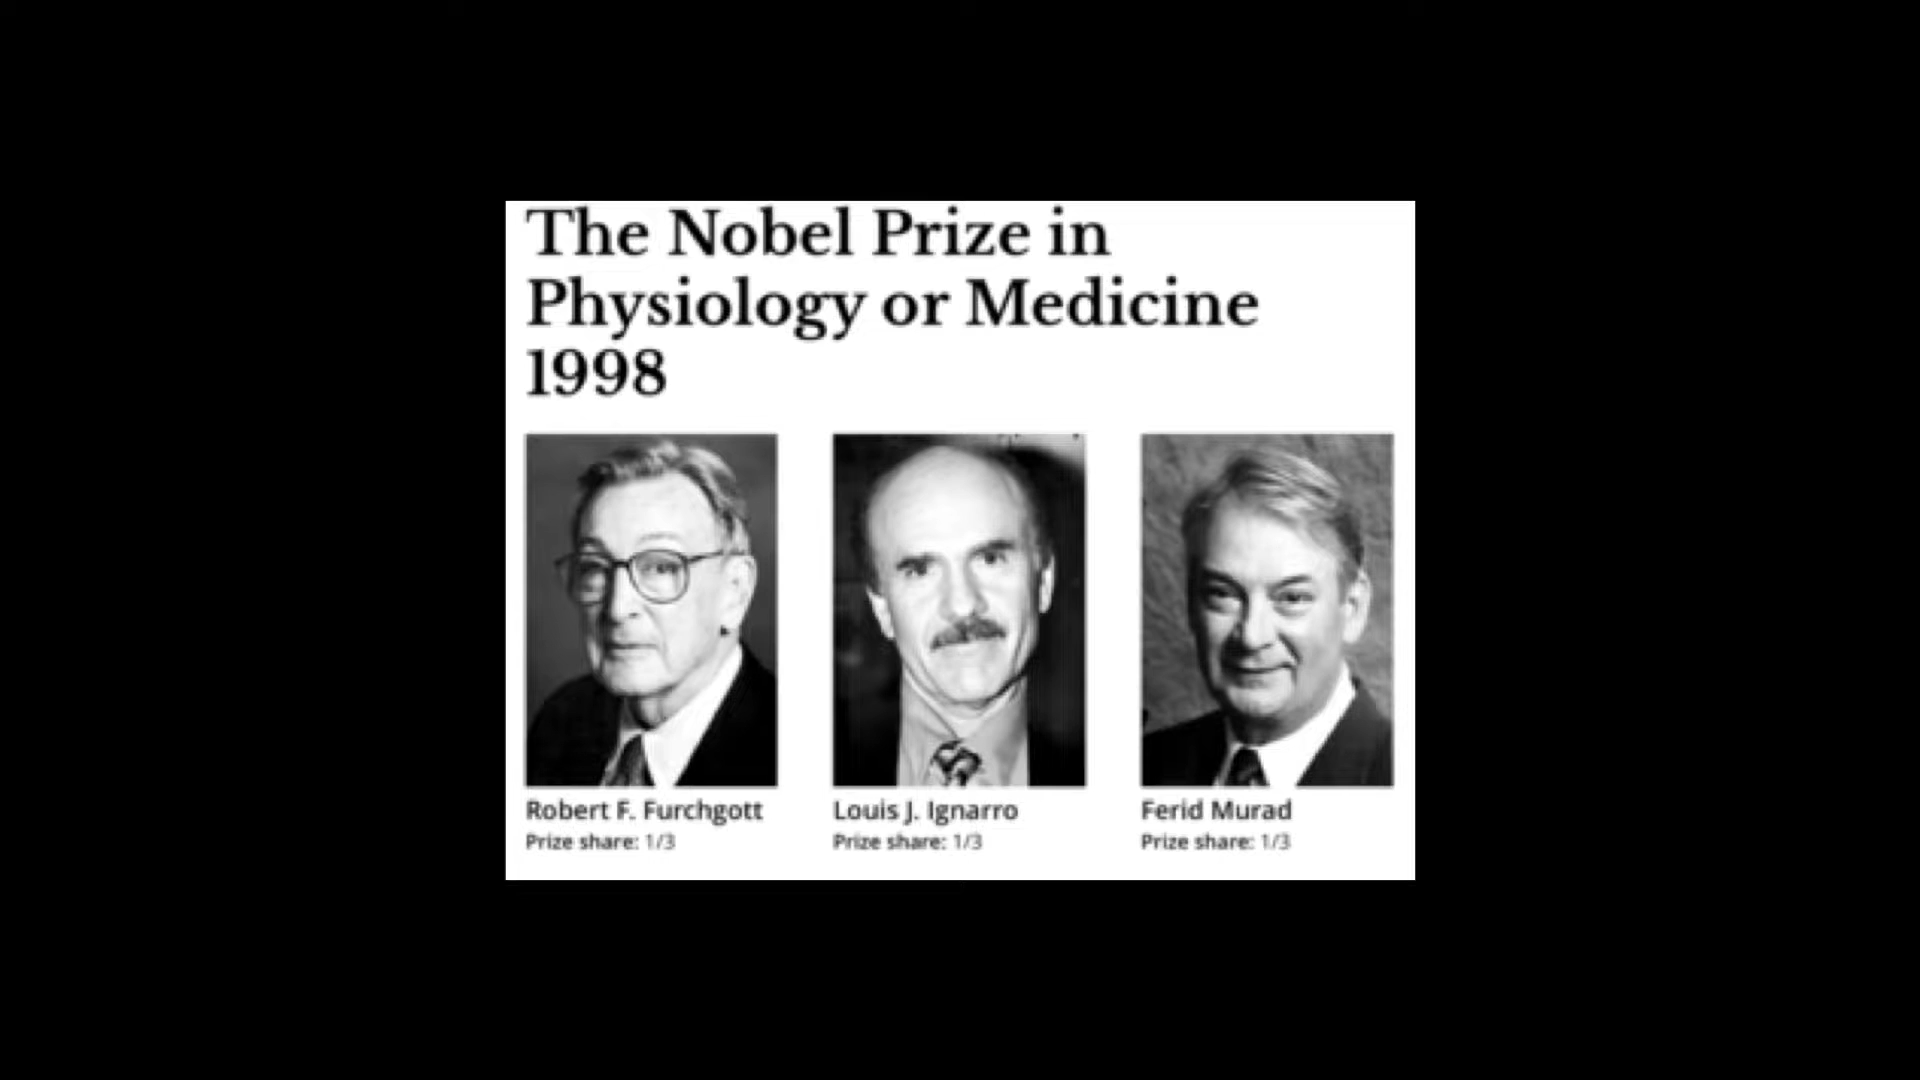 The Nobel Prize in
Physiology or Medicine
1998
Robert F. Furchgott
Prize share: 1/3
Louis J. Ignarro
Prize share: 1/3
Ferid Murad
Prize share: 1/3